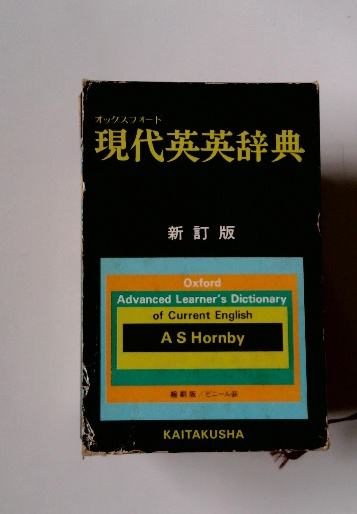 オックスフォード
現代英英辞典
新訂版
Oxford
Advanced Learner's Dictionary
of Current English
A S Hornby
縮刷版／ビニール装
KAITAKUSHA